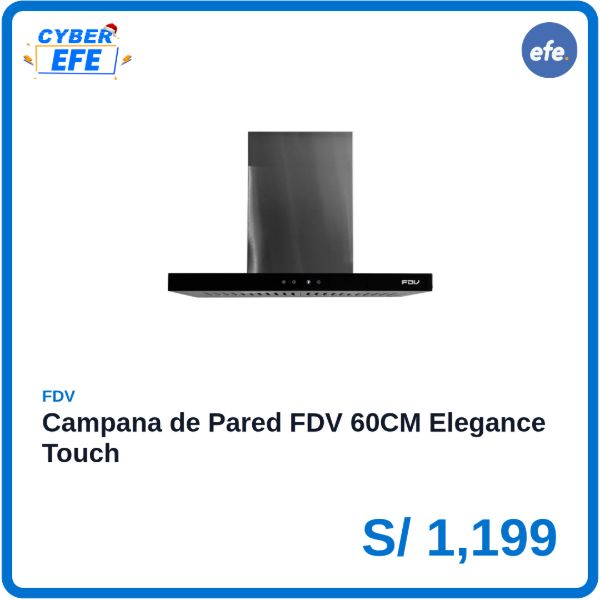 CYBER
EFE
efe.
FDV
FDV
Campana de Pared FDV 60CM Elegance
Touch
S/ 1,199